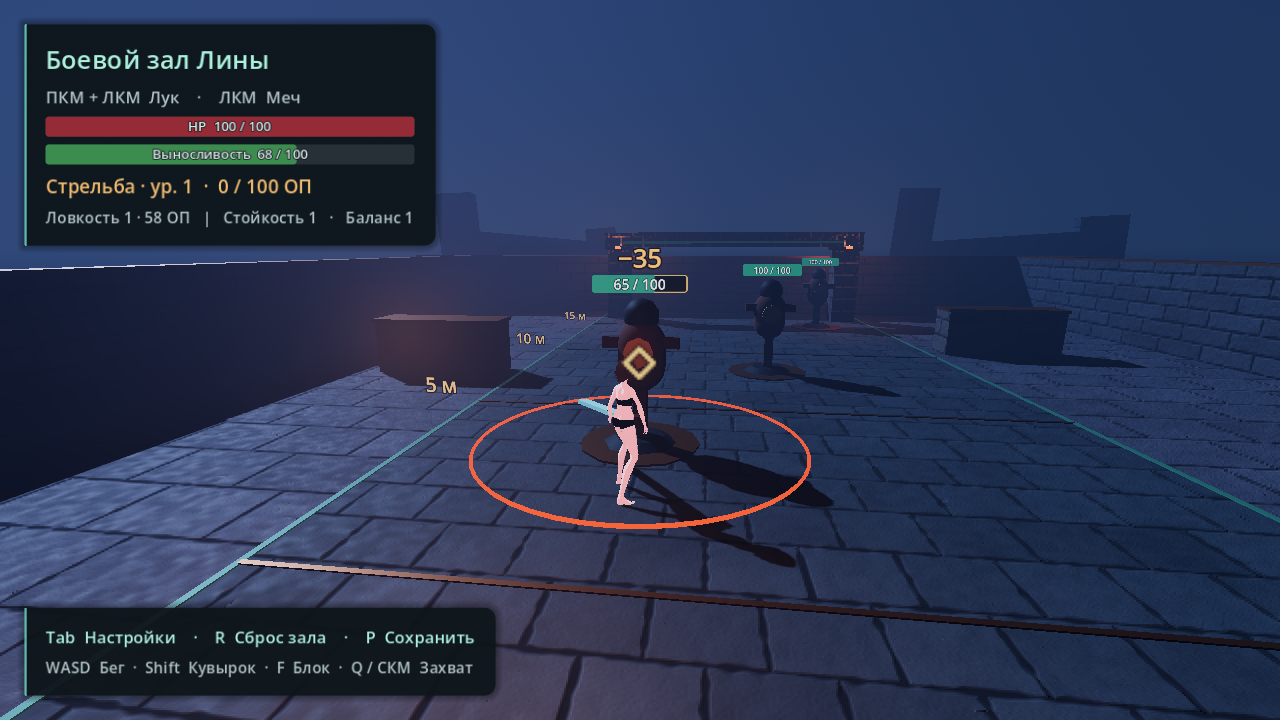 Боевой зал Лины
ПКМ + ЛКМ Лук · ЛКМ Меч
HP 100 / 100
Выносливость 68 / 100
Стрельба · ур. 1 · 0 / 100 ОП
Ловкость 1 · 58 ОП | Стойкость 1 · Баланс 1
−35
65 / 100
100 / 100
100 / 100
15 м
10 м
5 м
Tab Настройки · R Сброс зала · P Сохранить
WASD Бег · Shift Кувырок · F Блок · Q / СКМ Захват